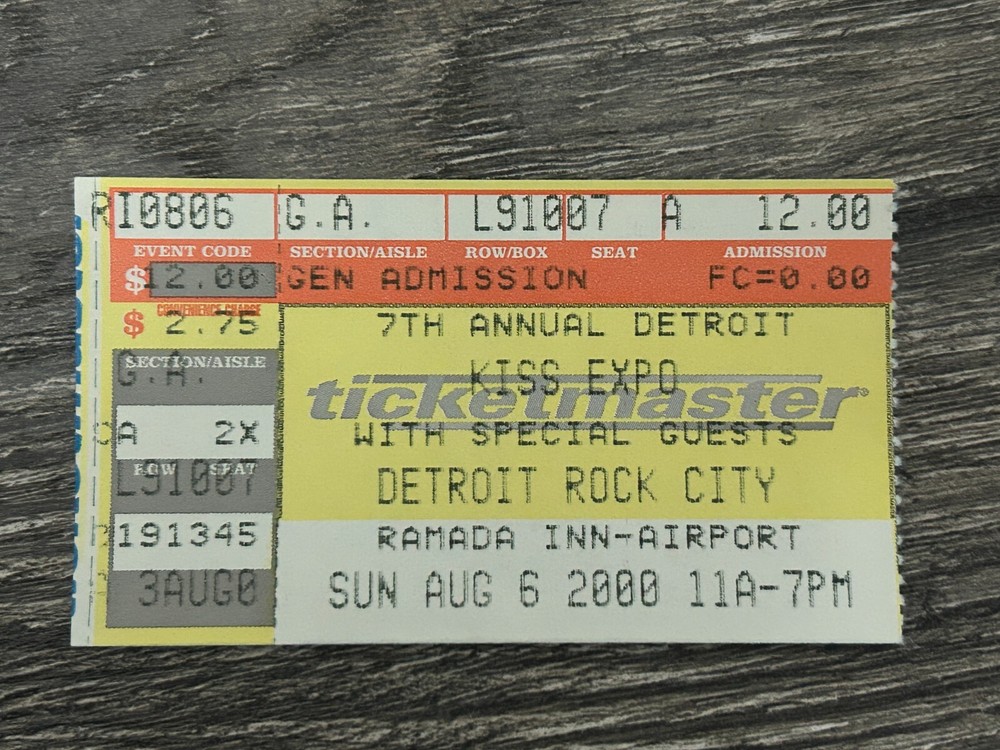 RI0806 G.A. L91007 A 12.00
EVENT CODE SECTION/AISLE ROW/BOX SEAT ADMISSION
$ 12.00 GEN ADMISSION FC=0.00
CONVENIENCE CHARGE
$ 2.75 7TH ANNUAL DETROIT
SECTION/AISLE
G.A. KISS EXPO
ticketmaster®
CA 2X WITH SPECIAL GUESTS
ROW SEAT
L91007 DETROIT ROCK CITY
191345 RAMADA INN-AIRPORT
3AUG0 SUN AUG 6 2000 11A-7PM